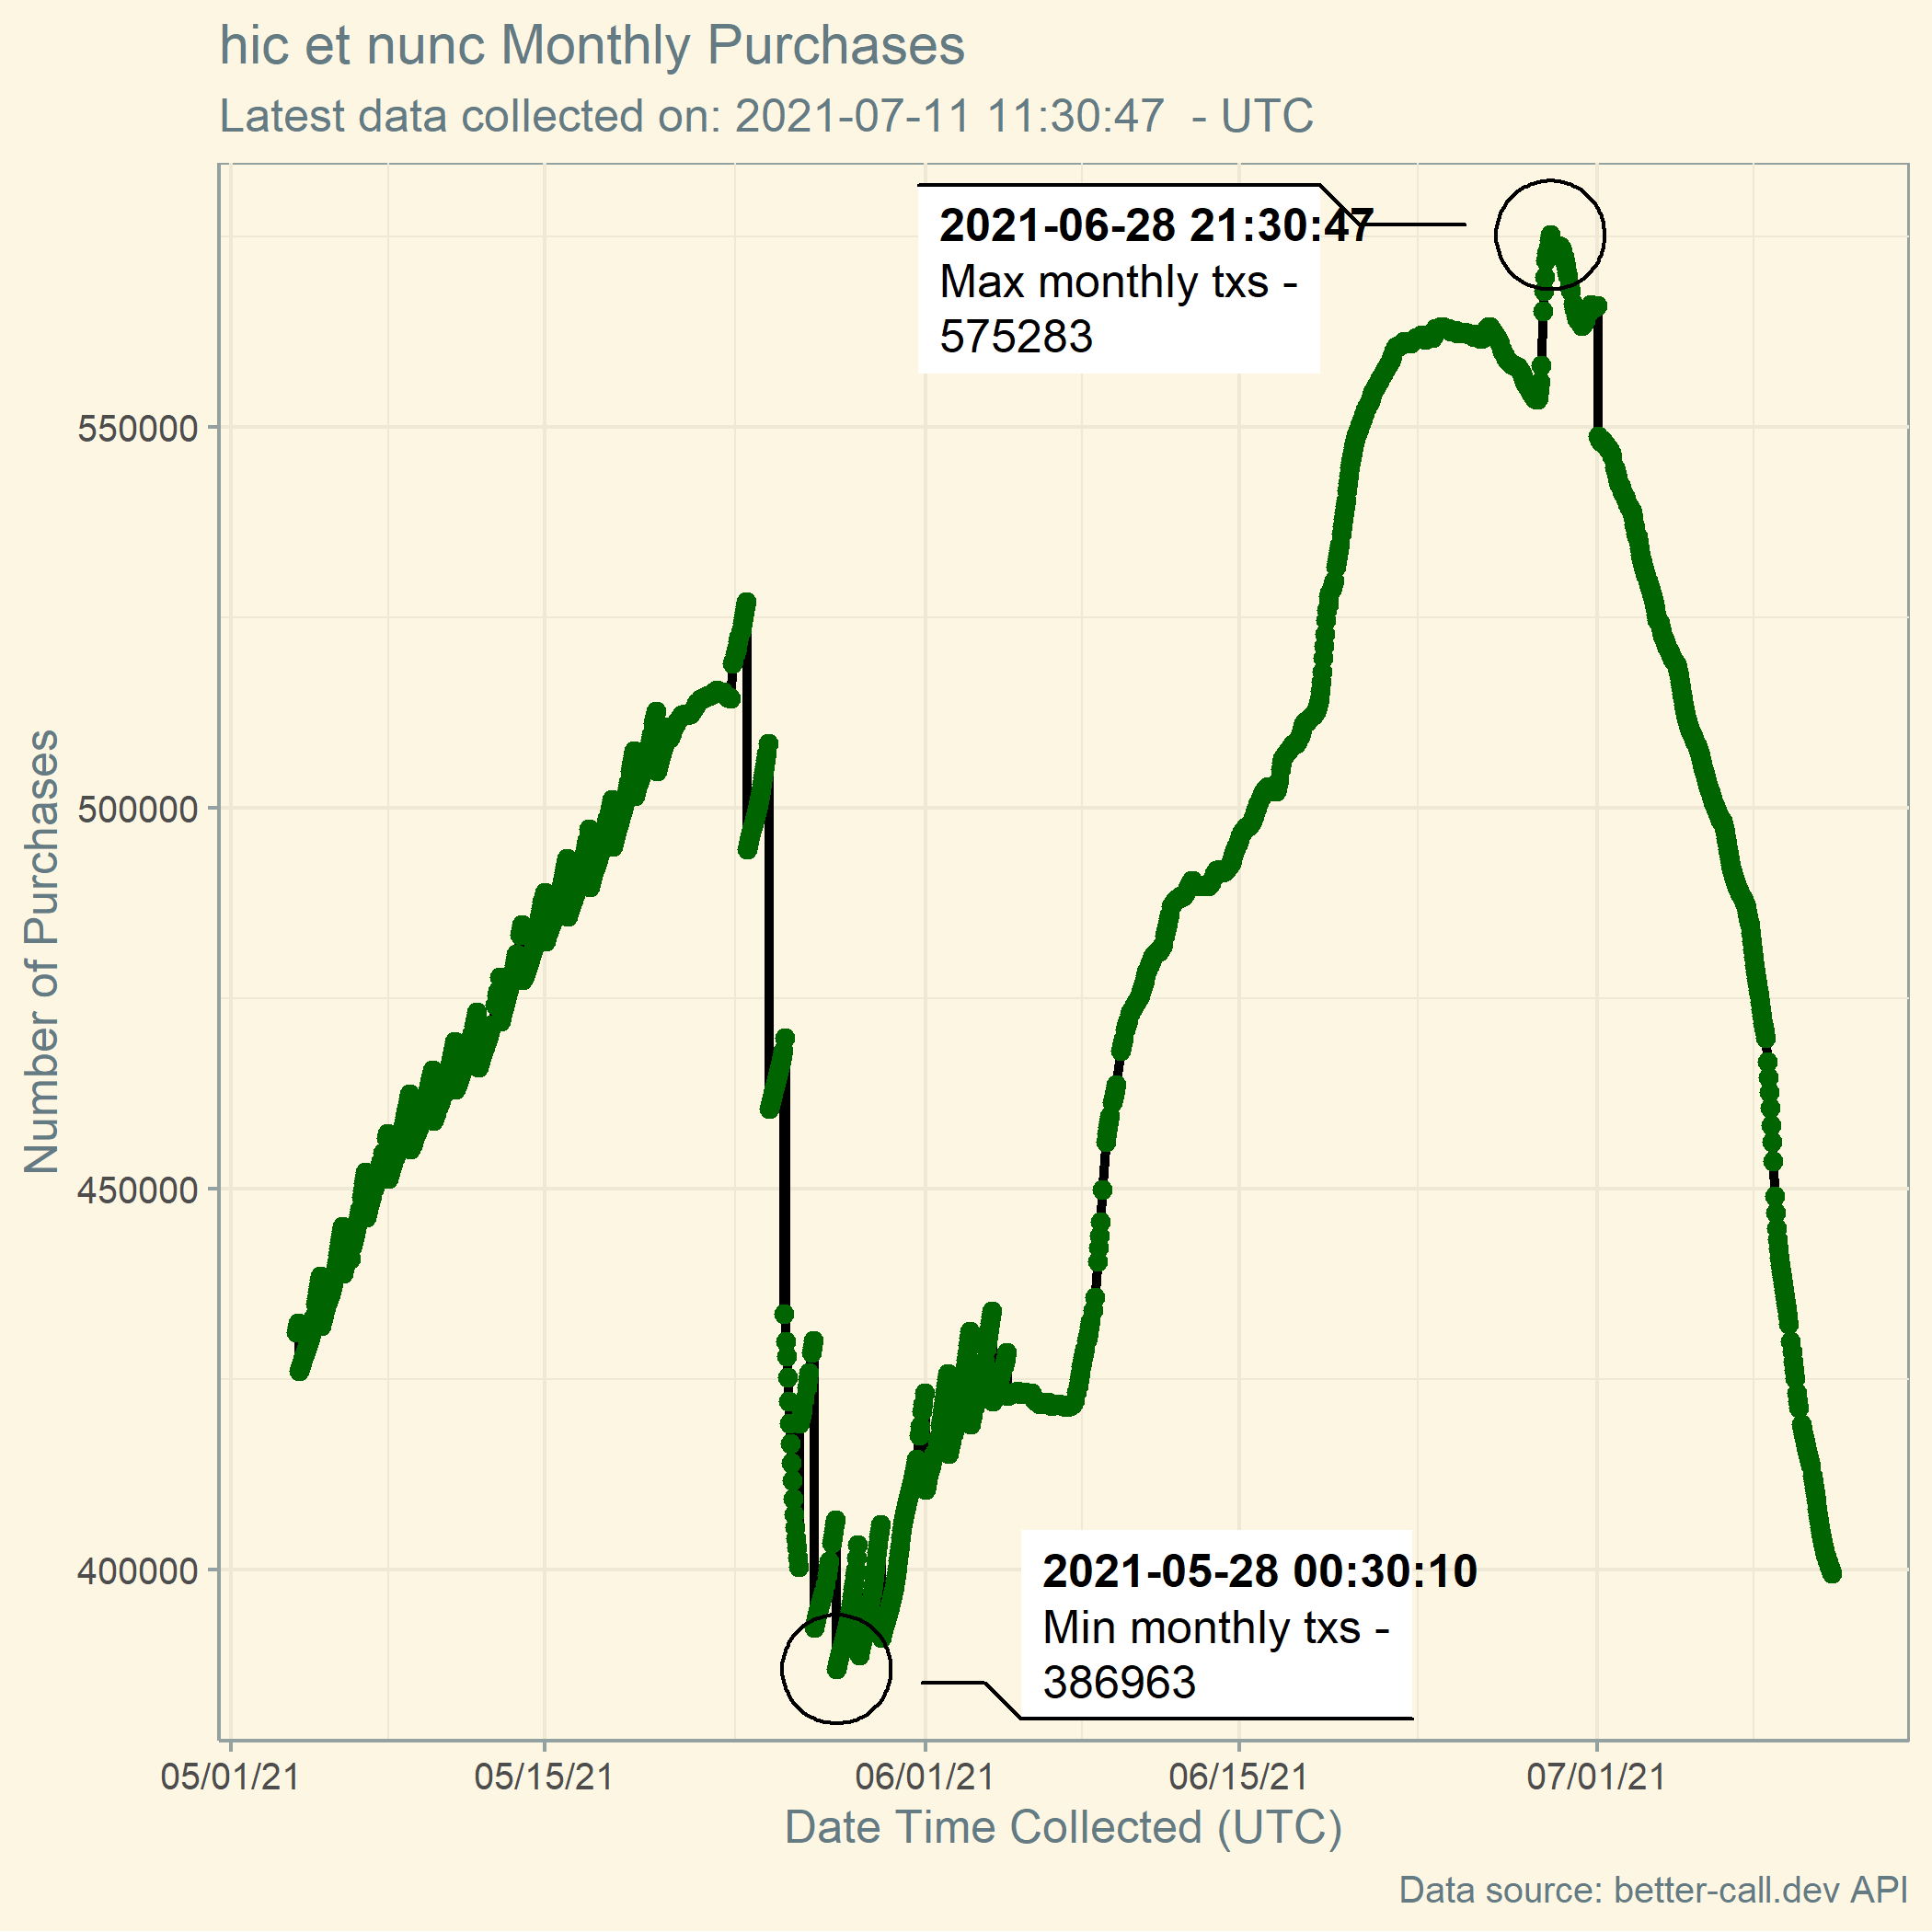 hic et nunc Monthly Purchases
Latest data collected on: 2021-07-11 11:30:47  - UTC
2021-06-28 21:30:47
Max monthly txs -
575283
550000
500000
450000
400000
Number of Purchases
2021-05-28 00:30:10
Min monthly txs -
386963
05/01/21 05/15/21 06/01/21 06/15/21 07/01/21
Date Time Collected (UTC)
Data source: better-call.dev API